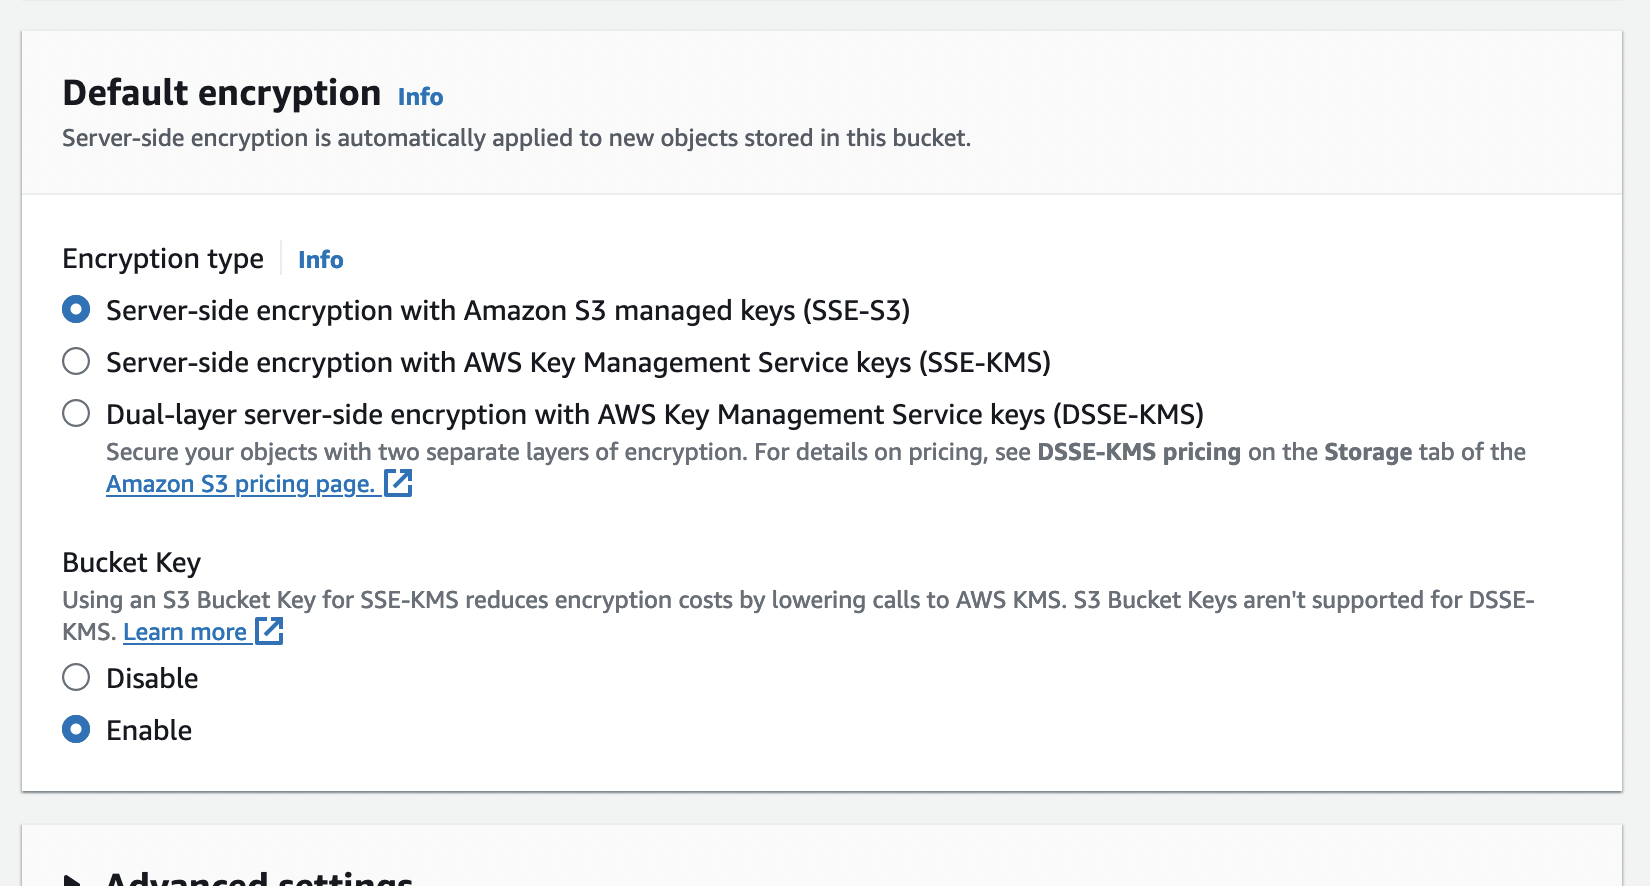 Default encryption Info
Server-side encryption is automatically applied to new objects stored in this bucket.
Encryption type Info
Server-side encryption with Amazon S3 managed keys (SSE-S3)
Server-side encryption with AWS Key Management Service keys (SSE-KMS)
Dual-layer server-side encryption with AWS Key Management Service keys (DSSE-KMS)
Secure your objects with two separate layers of encryption. For details on pricing, see DSSE-KMS pricing on the Storage tab of the
Amazon S3 pricing page.
Bucket Key
Using an S3 Bucket Key for SSE-KMS reduces encryption costs by lowering calls to AWS KMS. S3 Bucket Keys aren't supported for DSSE-
KMS. Learn more
Disable
Enable
Advanced settings